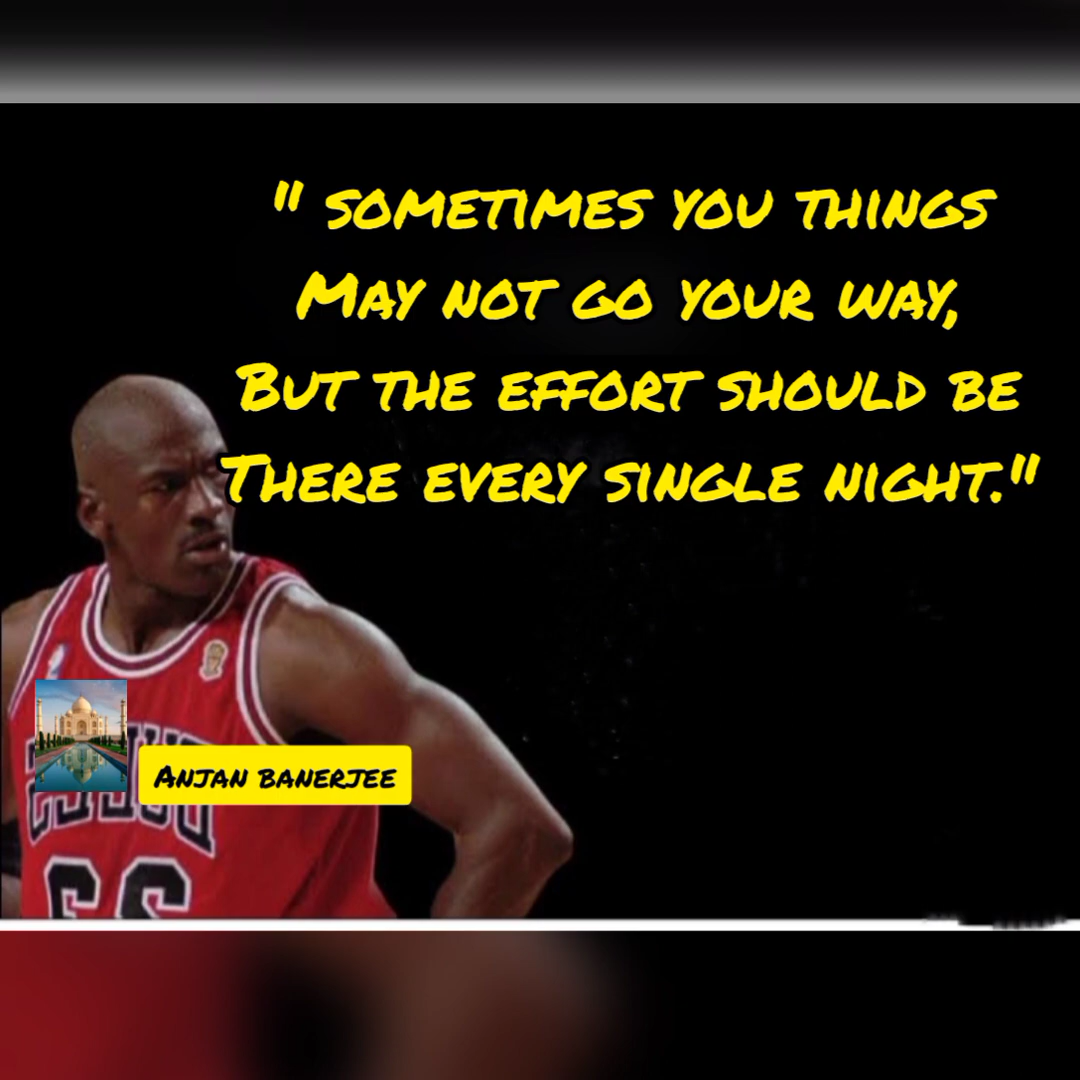 " sometimes you things
May not go your way,
But the effort should be
There every single night."
Anjan banerjee